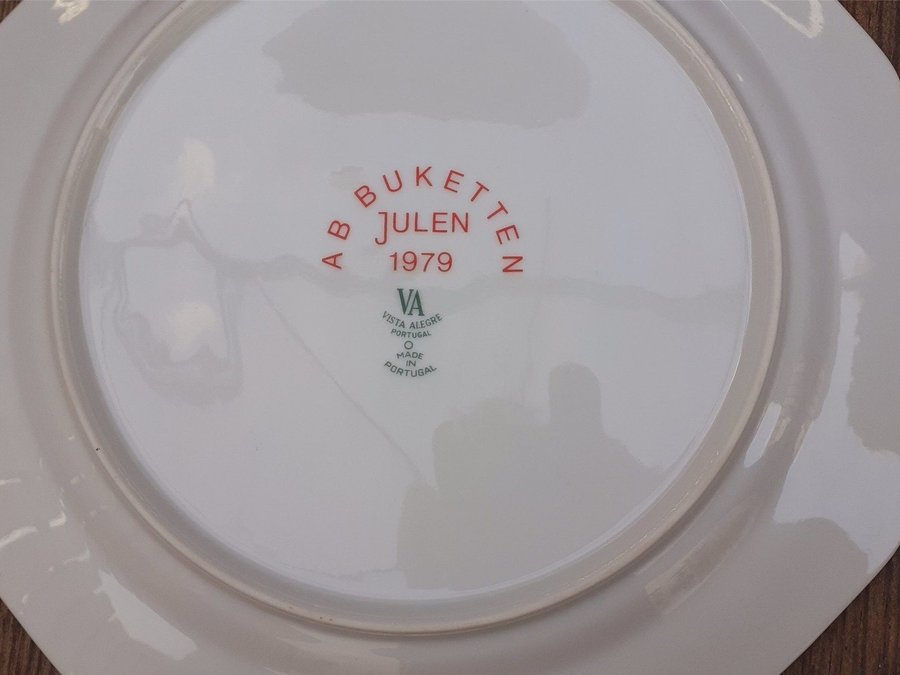 AB BUKETTEN
JULEN
1979
VA
VISTA ALEGRE
PORTUGAL
MADE
IN
PORTUGAL